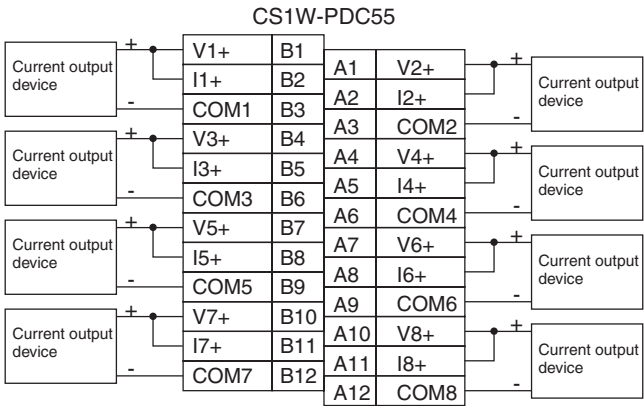 CS1W-PDC55
Current output
device
+
-
V1+ B1
I1+ B2
COM1 B3
A1 V2+
A2 I2+
A3 COM2
+
-
Current output
device
Current output
device
+
-
V3+ B4
I3+ B5
COM3 B6
A4 V4+
A5 I4+
A6 COM4
+
-
Current output
device
Current output
device
+
-
V5+ B7
I5+ B8
COM5 B9
A7 V6+
A8 I6+
A9 COM6
+
-
Current output
device
Current output
device
+
-
V7+ B10
I7+ B11
COM7 B12
A10 V8+
A11 I8+
A12 COM8
+
-
Current output
device